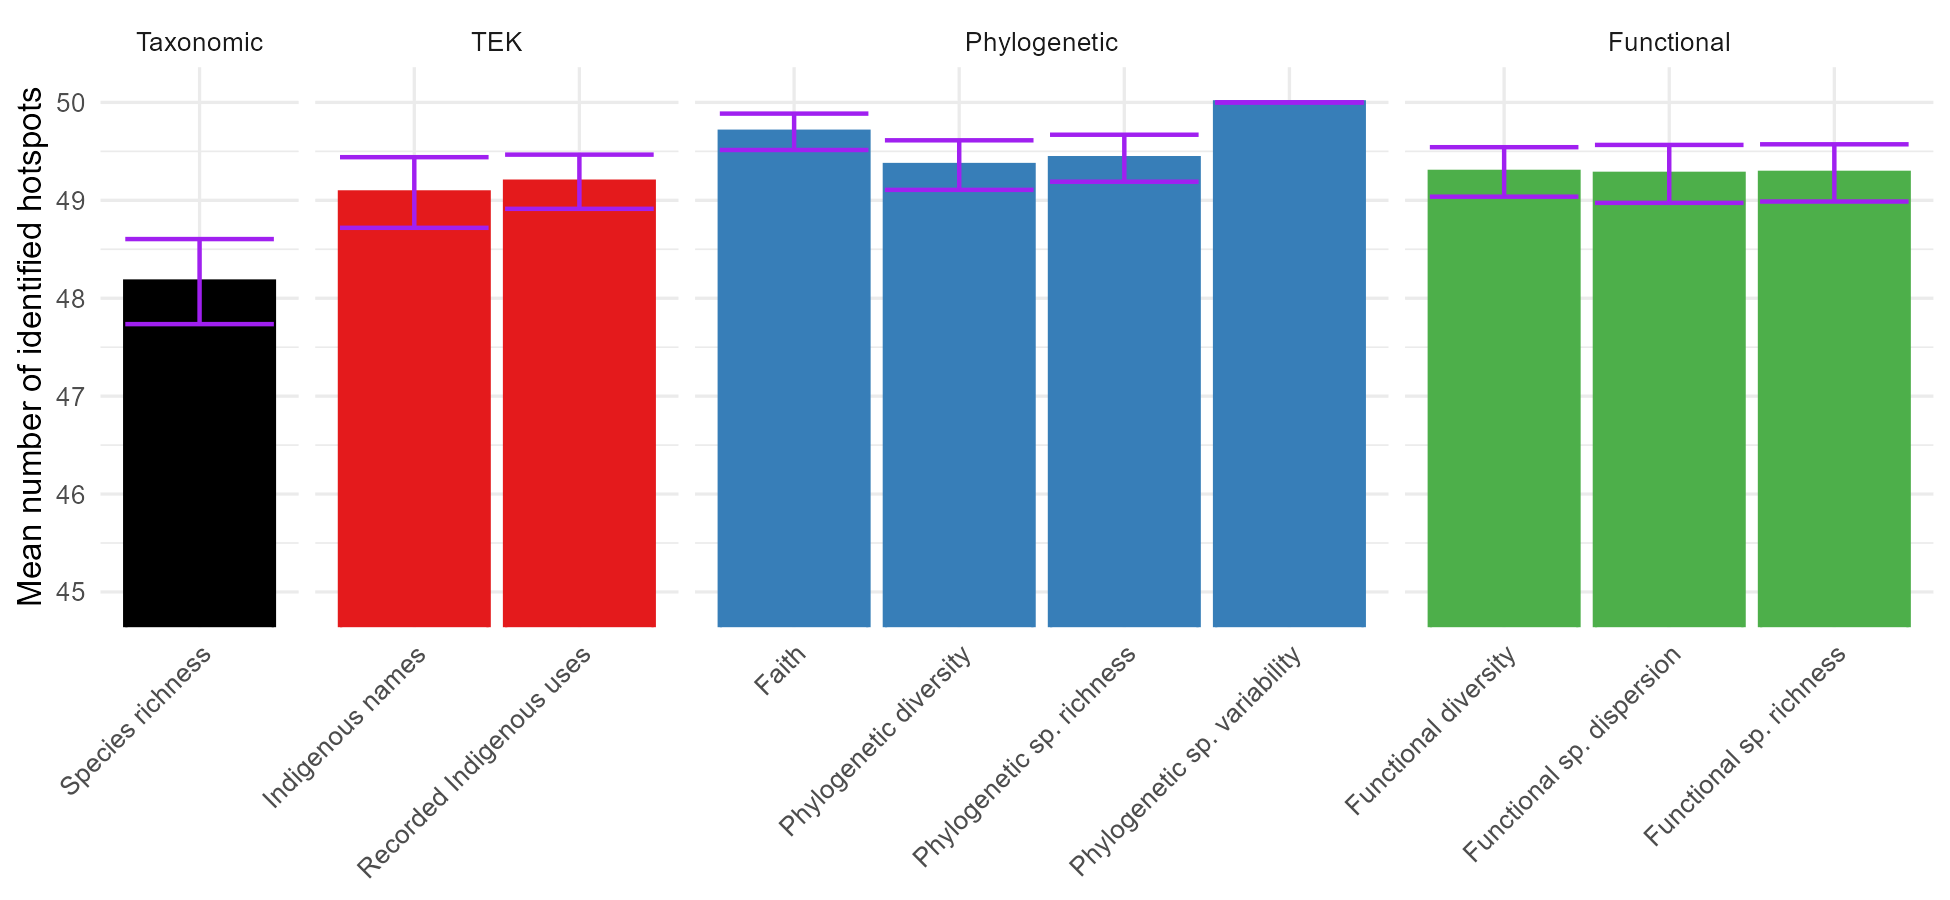 Taxonomic
TEK
Phylogenetic
Functional
Mean number of identified hotspots
50
49
48
47
46
45
Species richness
Indigenous names
Recorded Indigenous uses
Faith
Phylogenetic diversity
Phylogenetic sp. richness
Phylogenetic sp. variability
Functional diversity
Functional sp. dispersion
Functional sp. richness